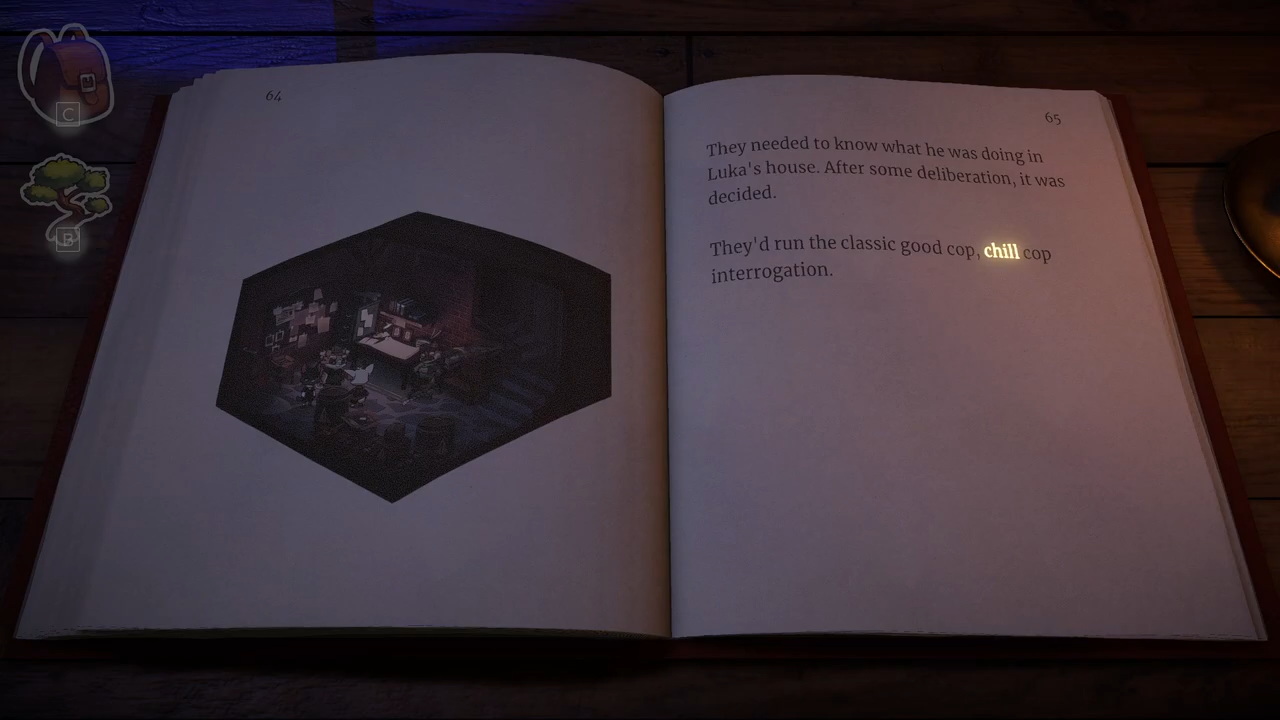 64
65
They needed to know what he was doing in
Luka's house. After some deliberation, it was
decided.
They'd run the classic good cop, chill cop
interrogation.
C
B